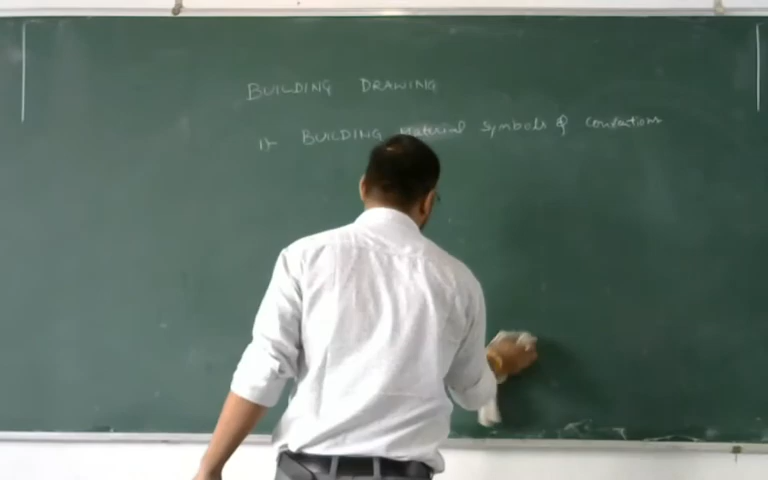 BUILDING DRAWING
1) BUILDING Material Symbols & Conventions